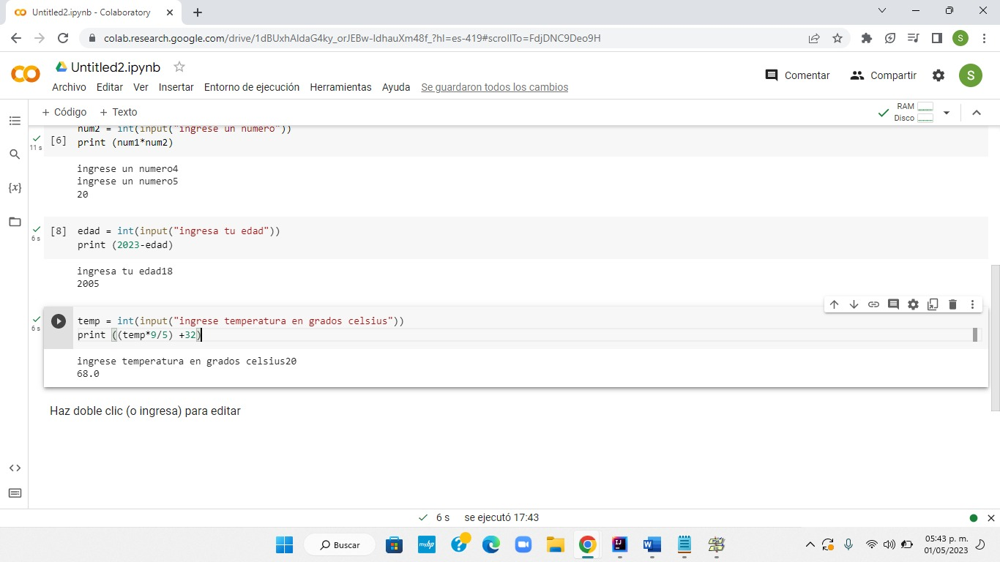 Untitled2.ipynb - Colaboratory
colab.research.google.com/drive/1dBUxhAldaG4ky_orJEBw-ldhauXm48f_?hl=es-419#scrollTo=FdjDNC9Deo9H
S
Untitled2.ipynb
Archivo Editar Ver Insertar Entorno de ejecución Herramientas Ayuda Se guardaron todos los cambios
Comentar Compartir S
+ Código + Texto
RAM
Disco
num2 = int(input("ingrese un numero"))
[6] print (num1*num2)
11 s
ingrese un numero4
ingrese un numero5
20
[8] edad = int(input("ingresa tu edad"))
6 s
print (2023-edad)
ingresa tu edad18
2005
temp = int(input("ingrese temperatura en grados celsius"))
6 s
print ((temp*9/5) +32)
ingrese temperatura en grados celsius20
68.0
Haz doble clic (o ingresa) para editar
{x}
6 s se ejecutó 17:43
Buscar
myhp
IJ
W
05:43 p. m.
01/05/2023